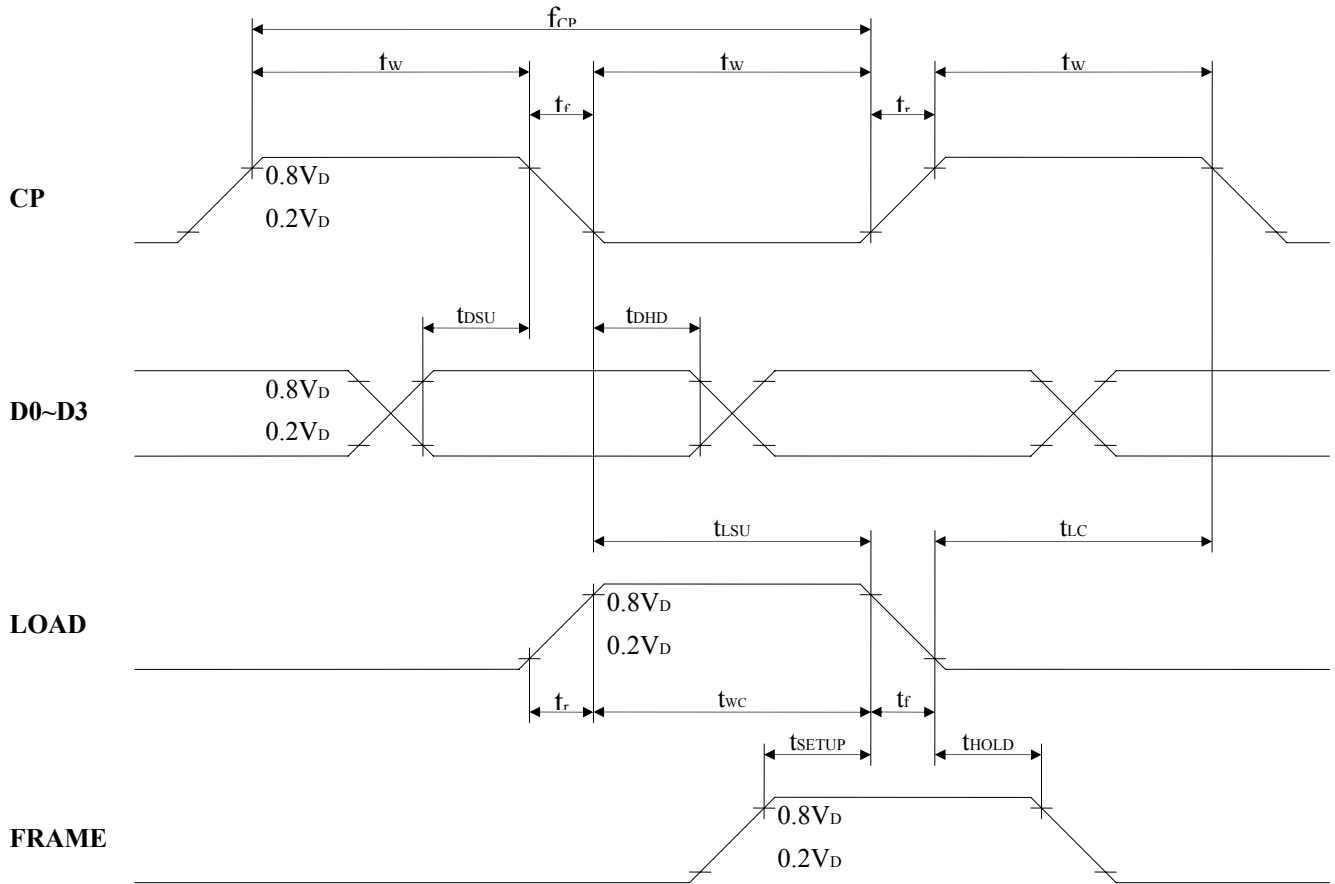 fCP
tW tW tW
tf tr
CP
0.8VD
0.2VD
tDSU tDHD
D0~D3
0.8VD
0.2VD
tLSU tLC
LOAD
0.8VD
0.2VD
tr tWC tf
tSETUP tHOLD
FRAME
0.8VD
0.2VD